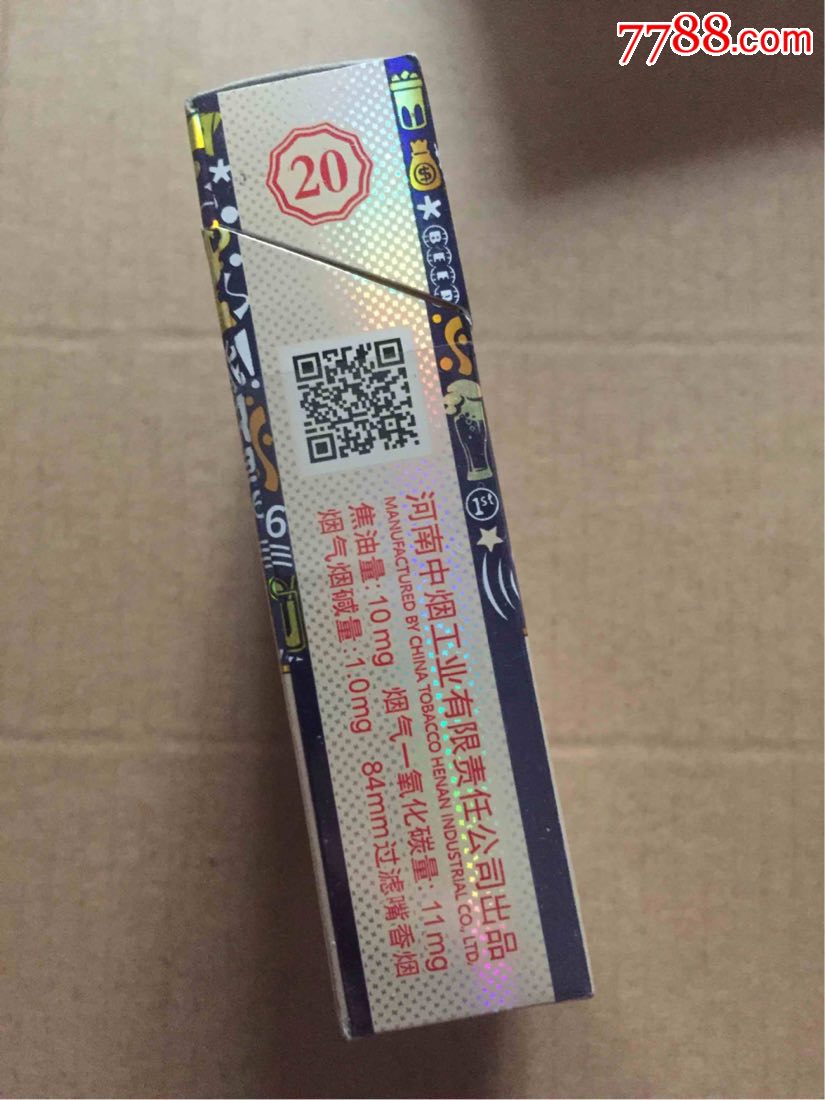 7788.com
20
$
BEER
1st
6
河南中烟工业有限责任公司出品
MANUFACTURED BY CHINA TOBACCO HENAN INDUSTRIAL CO., LTD.
焦油量: 10mg 烟气一氧化碳量: 11mg
烟气烟碱量: 1.0mg 84mm过滤嘴香烟